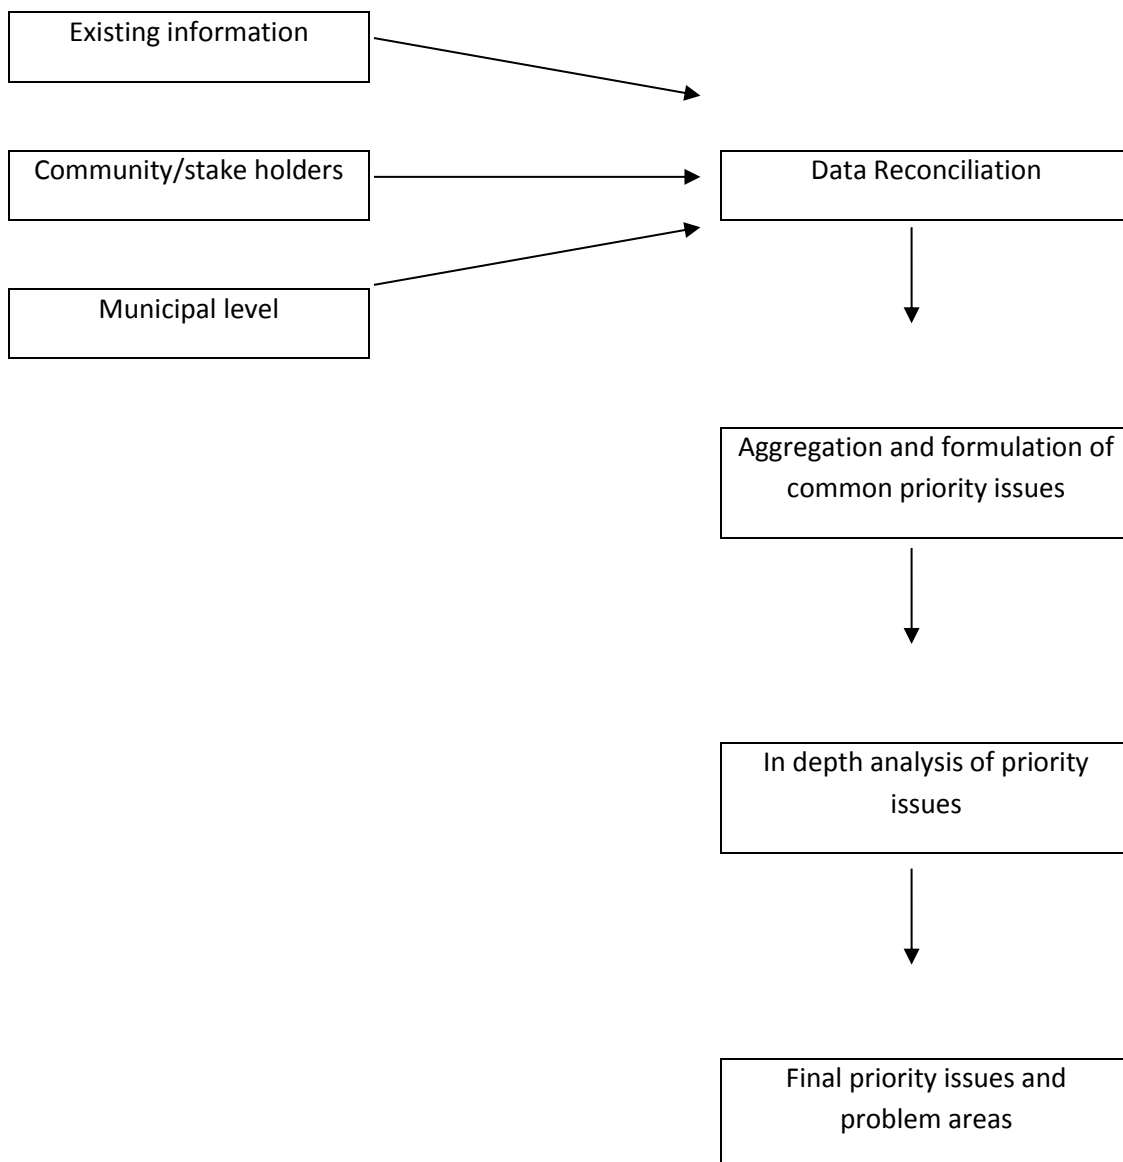 Existing information
Community/stake holders
Data Reconciliation
Municipal level
Aggregation and formulation of
common priority issues
In depth analysis of priority
issues
Final priority issues and
problem areas